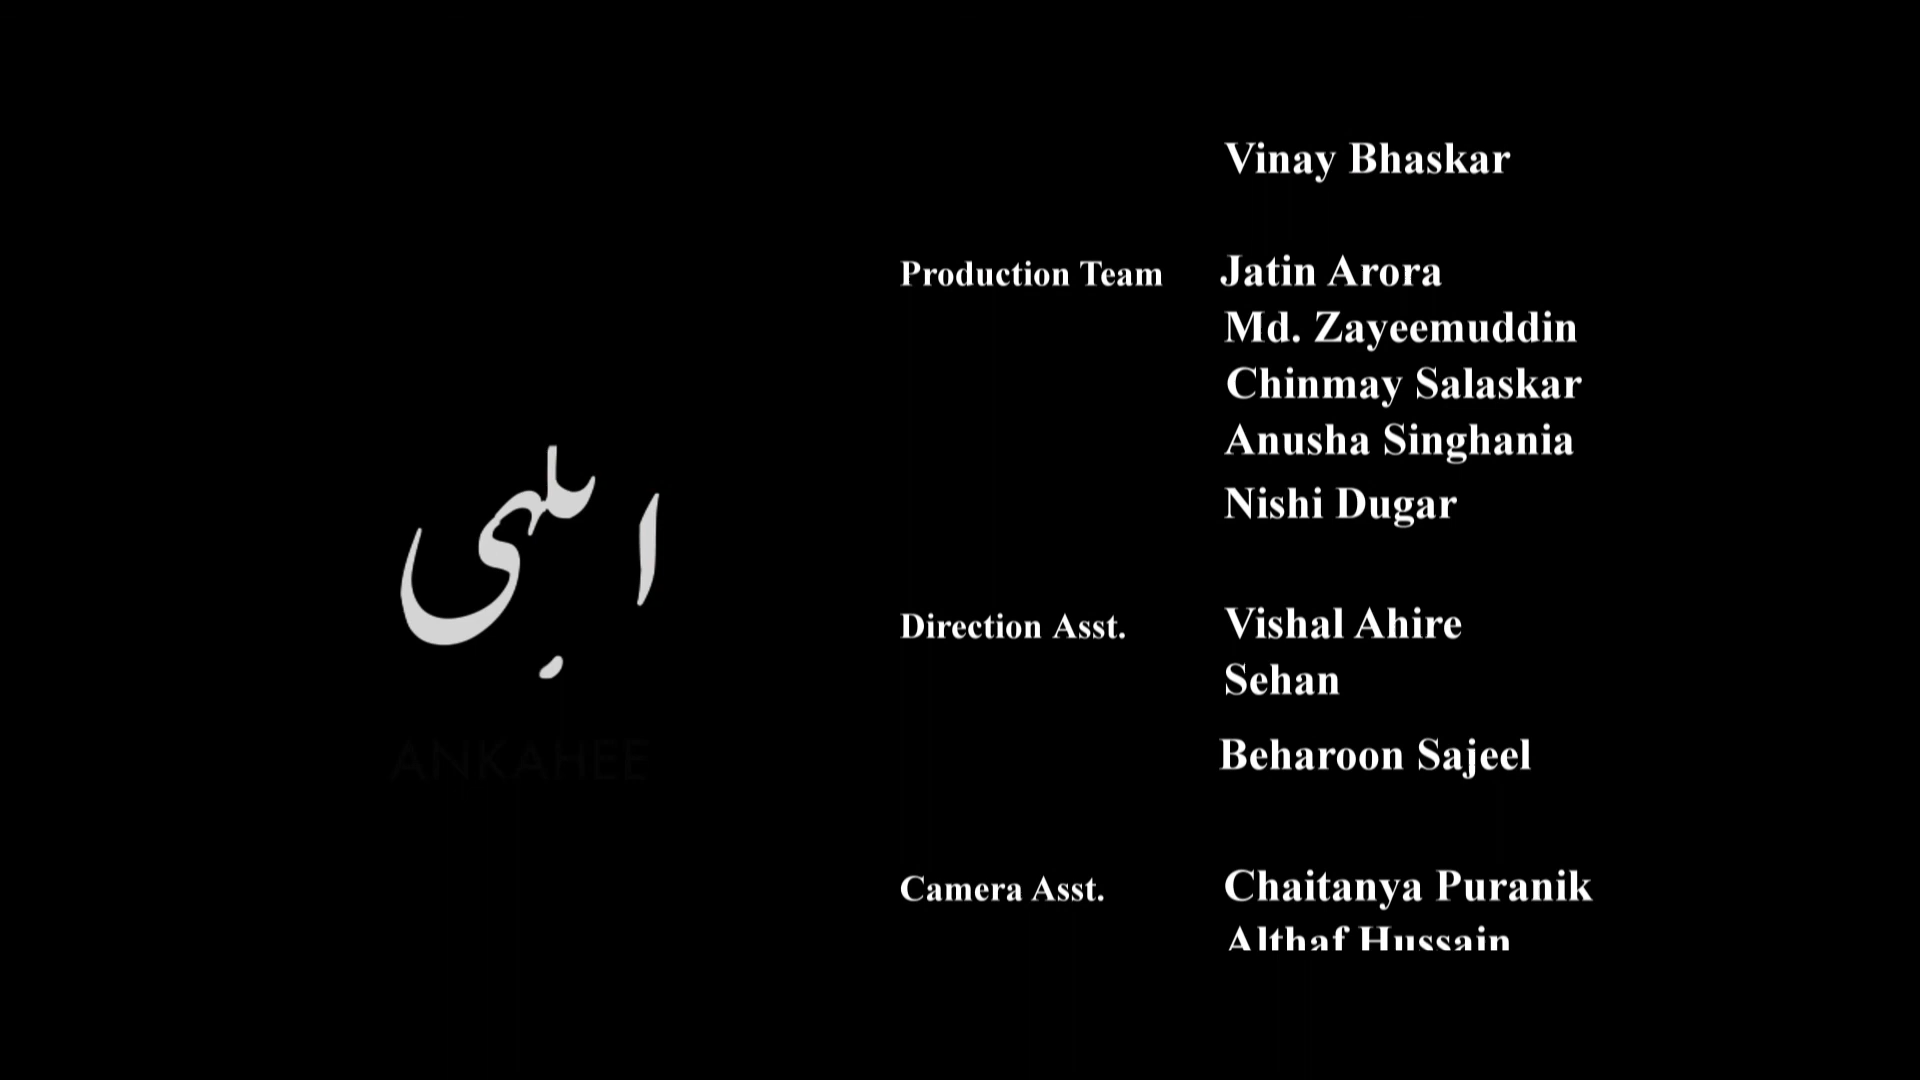 Vinay Bhaskar
Production Team Jatin Arora
Md. Zayeemuddin
Chinmay Salaskar
Anusha Singhania
Nishi Dugar
Direction Asst. Vishal Ahire
Sehan
Beharoon Sajeel
Camera Asst. Chaitanya Puranik
Althaf Hussain
ANKAHEE